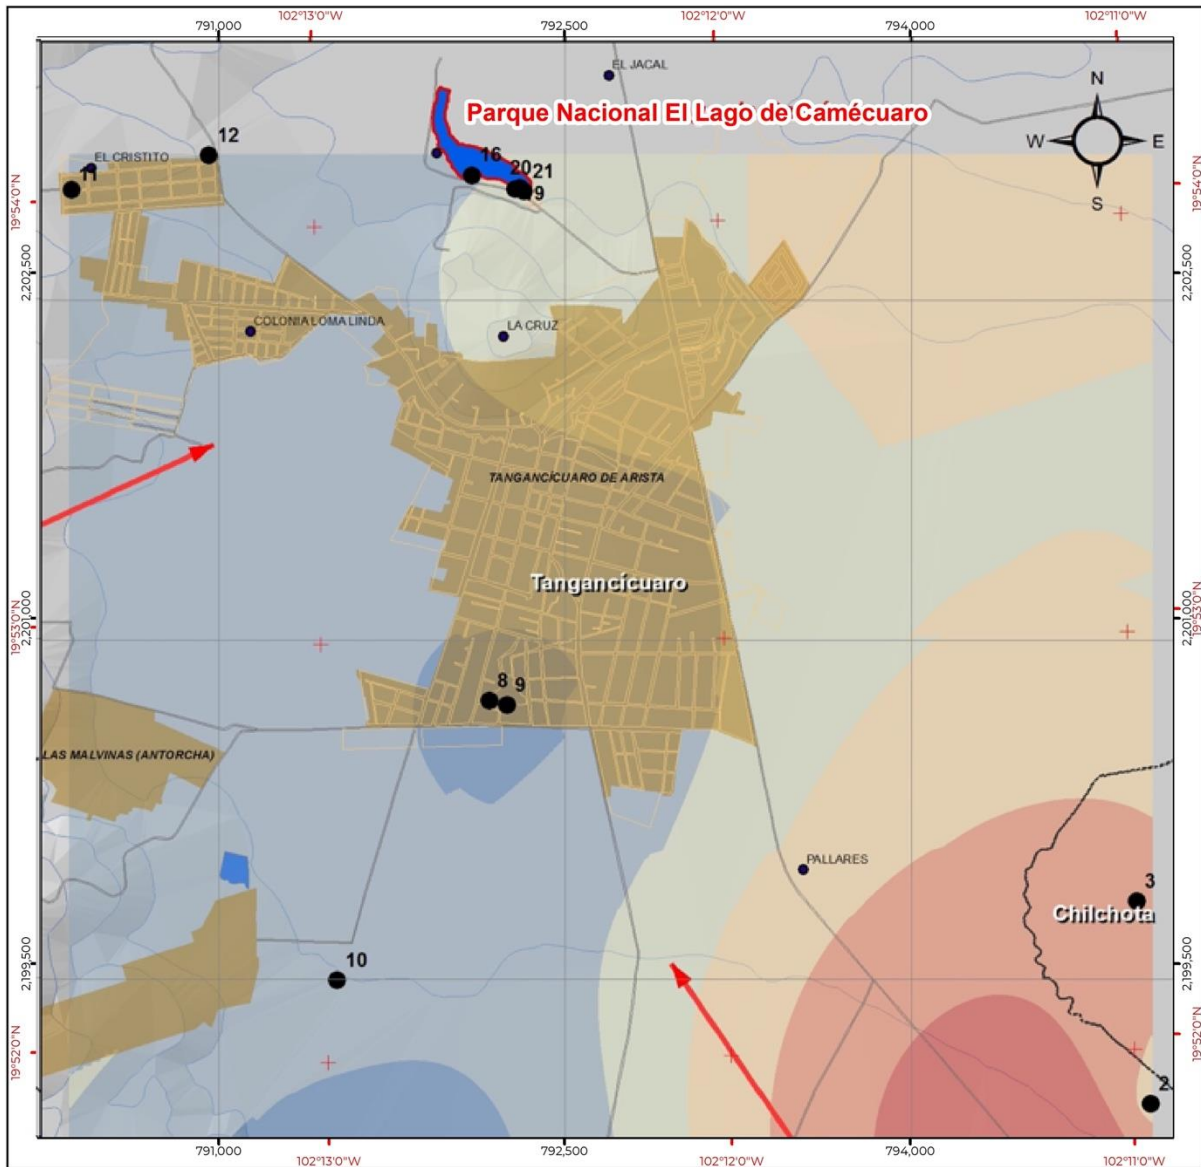 102°13'0"W 102°12'0"W 102°11'0"W
791,000 792,500 794,000
EL JACAL
N
Parque Nacional El Lago de Camécuaro
W E
S
12
EL CRISTITO
11
16
20
21
9
19°54'0"N
19°54'0"N
2,202,500
2,202,500
COLONIA LOMA LINDA
LA CRUZ
TANGANCÍCUARO DE ARISTA
Tangancícuaro
2,201,000
2,201,000
19°53'0"N
19°53'0"N
8
9
LAS MALVINAS (ANTORCHA)
PALLARES
3
Chilchota
10
2,199,500
2,199,500
19°52'0"N
19°52'0"N
2
791,000 792,500 794,000
102°13'0"W 102°12'0"W 102°11'0"W